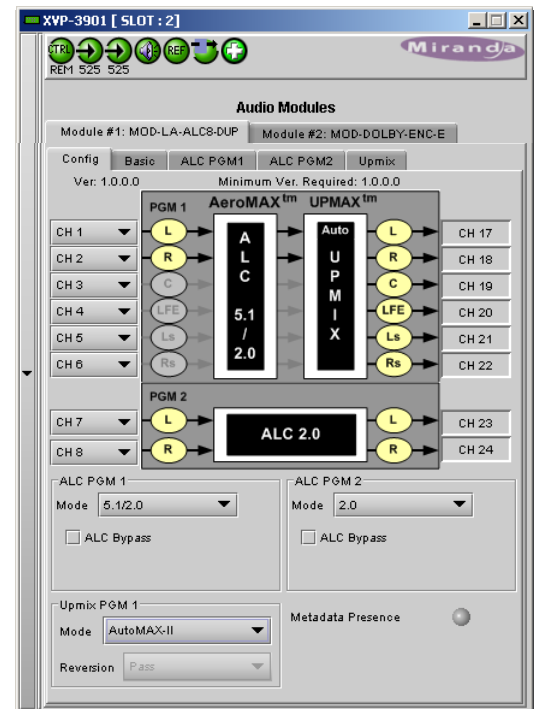 XVP-3901 [ SLOT : 2]
CTRL REF
REM 525 525
Miranda
Audio Modules
Module #1: MOD-LA-ALC8-DUP Module #2: MOD-DOLBY-ENC-E
Config Basic ALC PGM1 ALC PGM2 Upmix
Ver: 1.0.0.0 Minimum Ver. Required: 1.0.0.0
PGM 1 AeroMAX tm UPMAX tm
CH 1 L Auto L CH 17
CH 2 R R CH 18
CH 3 C C CH 19
CH 4 LFE LFE CH 20
CH 5 Ls Ls CH 21
CH 6 Rs Rs CH 22
ALC 5.1 / 2.0
UPMIX
PGM 2
CH 7 L L CH 23
ALC 2.0
CH 8 R R CH 24
ALC PGM 1
Mode 5.1/2.0
ALC Bypass
ALC PGM 2
Mode 2.0
ALC Bypass
Upmix PGM 1
Mode AutoMAX-II
Reversion Pass
Metadata Presence